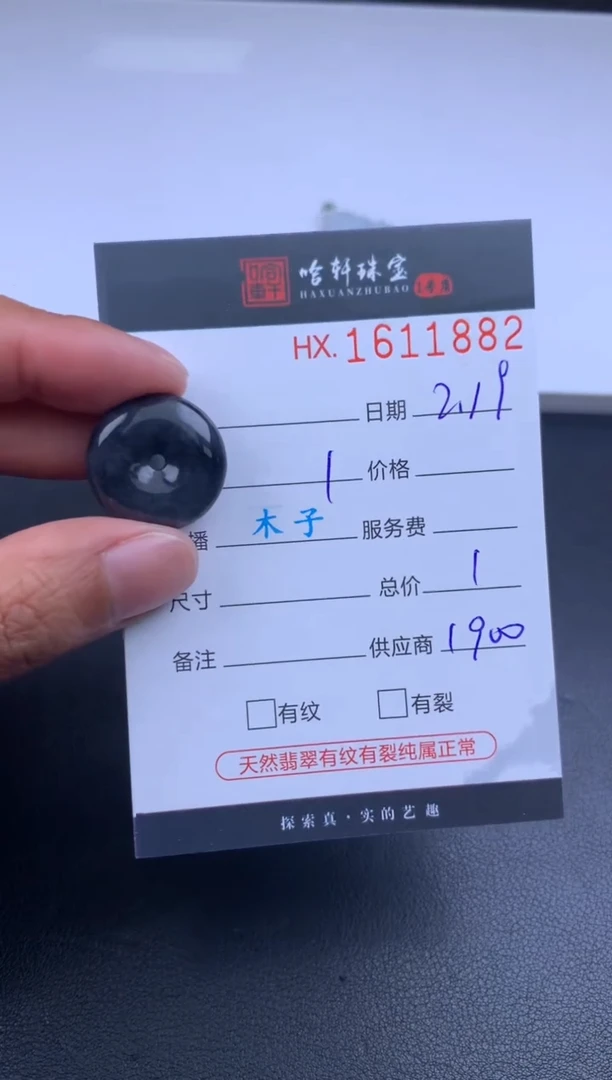 哈轩珠宝
HAXUANZHUBAO
HX.1611882
日期 2.19
1 价格
播 木子 服务费
尺寸 总价 1
备注 供应商 1900
有纹 有裂
天然翡翠有纹有裂纯属正常
探索真·实的艺趣